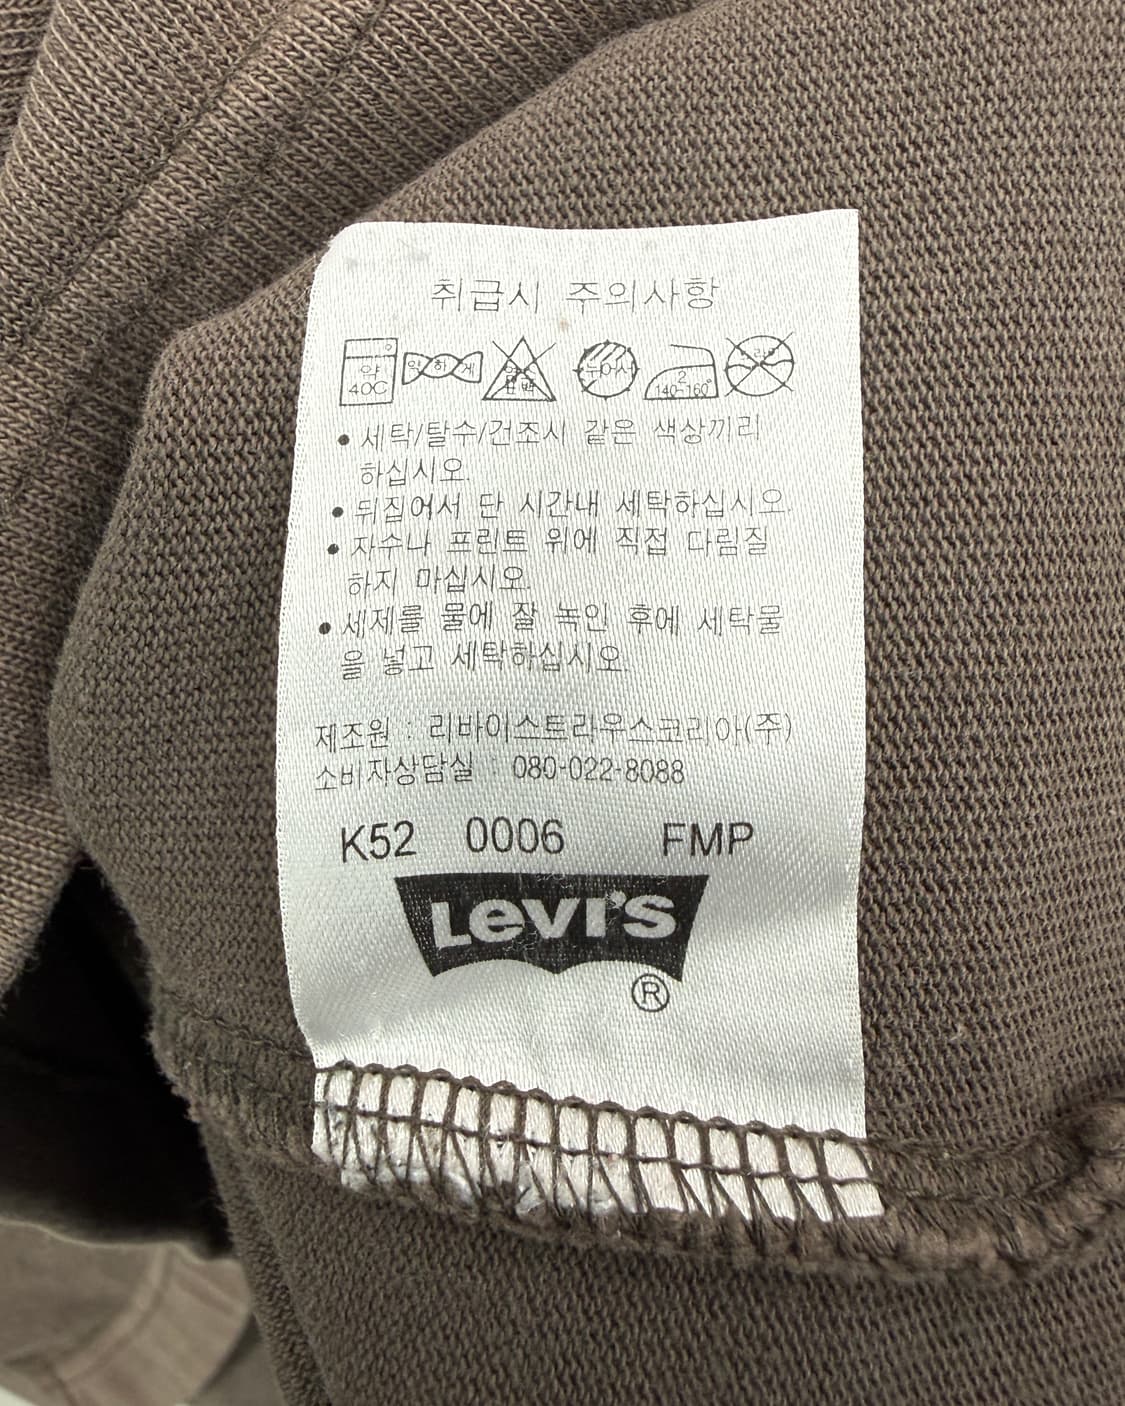 취급시 주의사항
약 40C 약하게 염소표백 뉘어서 2 140-160° 드라이
• 세탁/탈수/건조시 같은 색상끼리
하십시오.
• 뒤집어서 단 시간내 세탁하십시오.
• 자수나 프린트 위에 직접 다림질
하지 마십시오.
• 세제를 물에 잘 녹인 후에 세탁물
을 넣고 세탁하십시오.
제조원 : 리바이스트라우스코리아(주)
소비자상담실 : 080-022-8088
K52 0006 FMP
Levi's
®